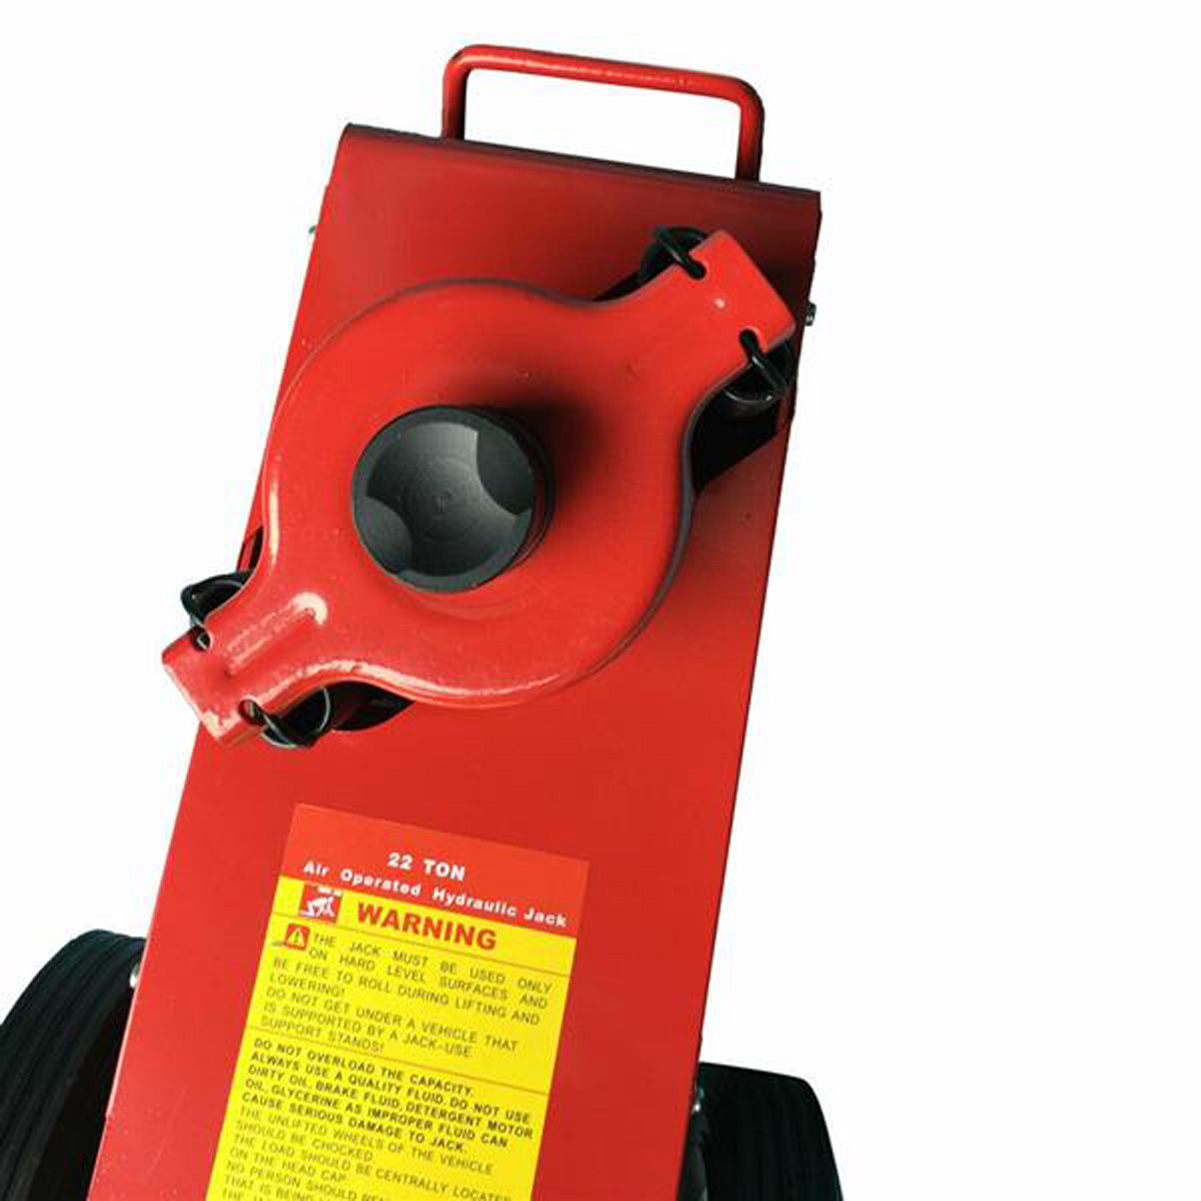 22 TON
Air Operated Hydraulic Jack
WARNING
THE JACK MUST BE USED ONLY
ON HARD LEVEL SURFACES AND
BE FREE TO ROLL DURING LIFTING AND
LOWERING!
DO NOT GET UNDER A VEHICLE THAT
IS SUPPORTED BY A JACK-USE
SUPPORT STANDS!
DO NOT OVERLOAD THE CAPACITY.
ALWAYS USE A QUALITY FLUID. DO NOT USE
DIRTY OIL, BRAKE FLUID, DETERGENT MOTOR
OIL, GLYCERINE AS IMPROPER FLUID CAN
CAUSE SERIOUS DAMAGE TO JACK.
THE UNLIFTED WHEELS OF THE VEHICLE
SHOULD BE CHOCKED.
THE LOAD SHOULD BE CENTRALLY LOCATED
ON THE HEAD CAP
NO PERSON SHOULD
THAT IS BEING
THE